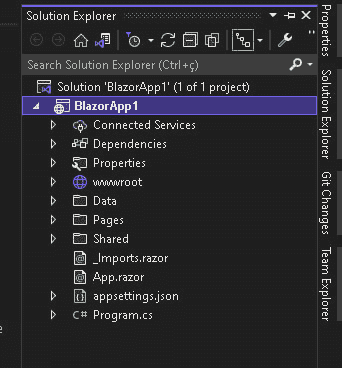 Solution Explorer
Search Solution Explorer (Ctrl+ç)
Solution 'BlazorApp1' (1 of 1 project)
BlazorApp1
Connected Services
Dependencies
Properties
wwwroot
Data
Pages
Shared
_Imports.razor
App.razor
appsettings.json
C# Program.cs
Properties
Solution Explorer
Git Changes
Team Explorer
e